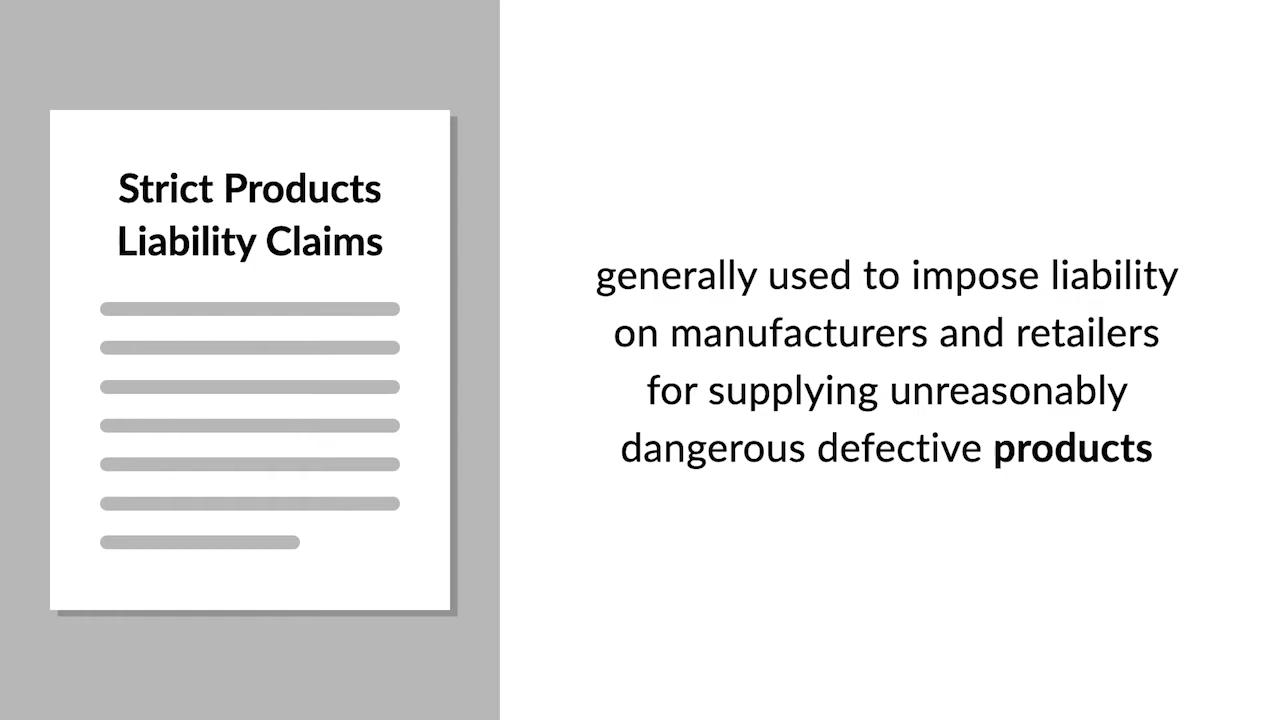 Strict Products
Liability Claims
generally used to impose liability
on manufacturers and retailers
for supplying unreasonably
dangerous defective products